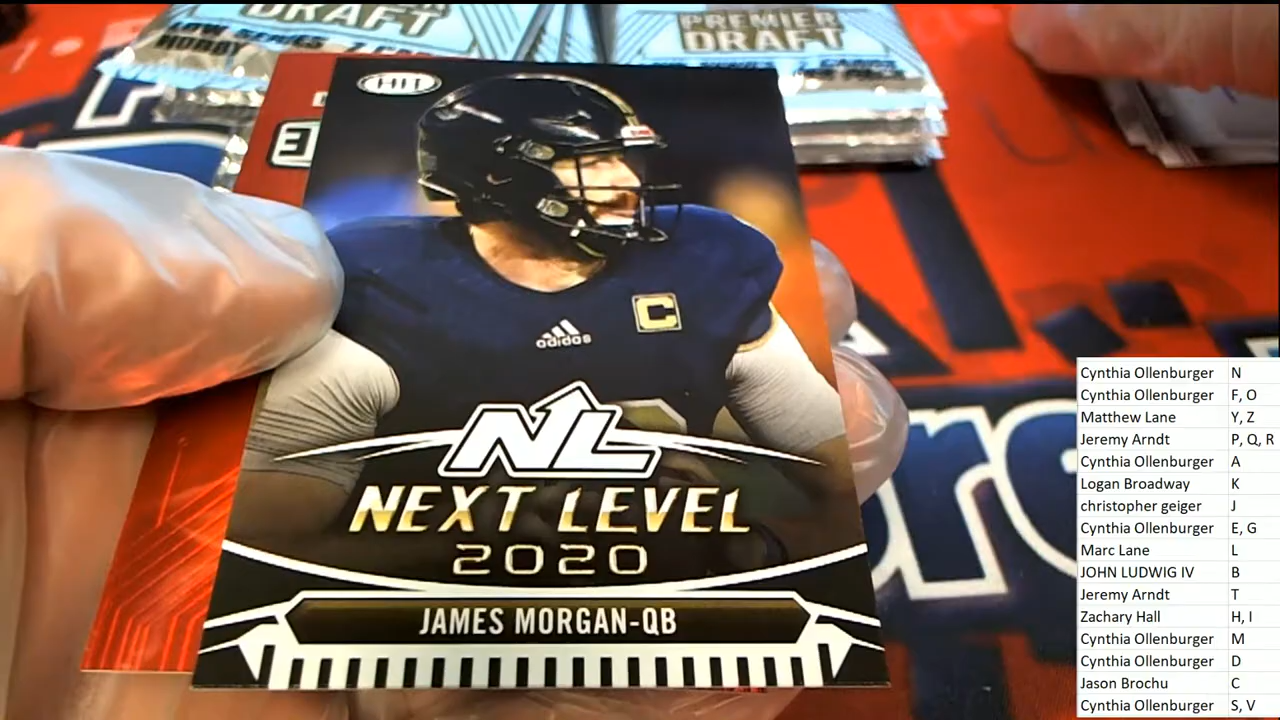 DRAFT
HOBBY
PREMIER
DRAFT
HIT
C
adidas
NL
NEXT LEVEL
2020
JAMES MORGAN-QB
Cynthia Ollenburger N
Cynthia Ollenburger F, O
Matthew Lane Y, Z
Jeremy Arndt P, Q, R
Cynthia Ollenburger A
Logan Broadway K
christopher geiger J
Cynthia Ollenburger E, G
Marc Lane L
JOHN LUDWIG IV B
Jeremy Arndt T
Zachary Hall H, I
Cynthia Ollenburger M
Cynthia Ollenburger D
Jason Brochu C
Cynthia Ollenburger S, V